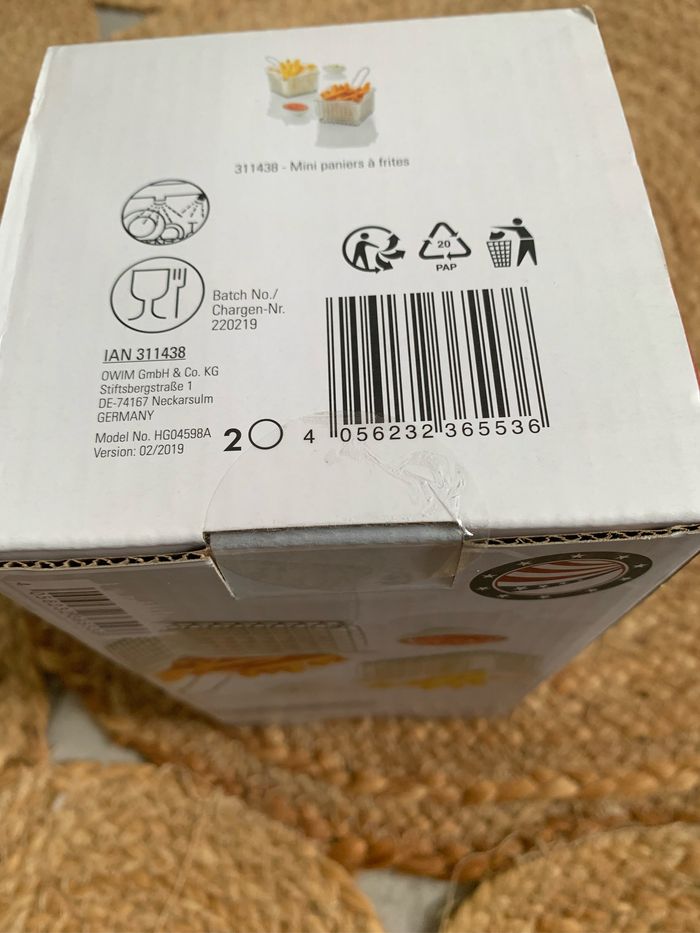 311438 - Mini paniers à frites
Batch No./
Chargen-Nr.
220219
IAN 311438
OWIM GmbH & Co. KG
Stiftsbergstraße 1
DE-74167 Neckarsulm
GERMANY
Model No. HG04598A
Version: 02/2019
2
20
PAP
4 056232 365536